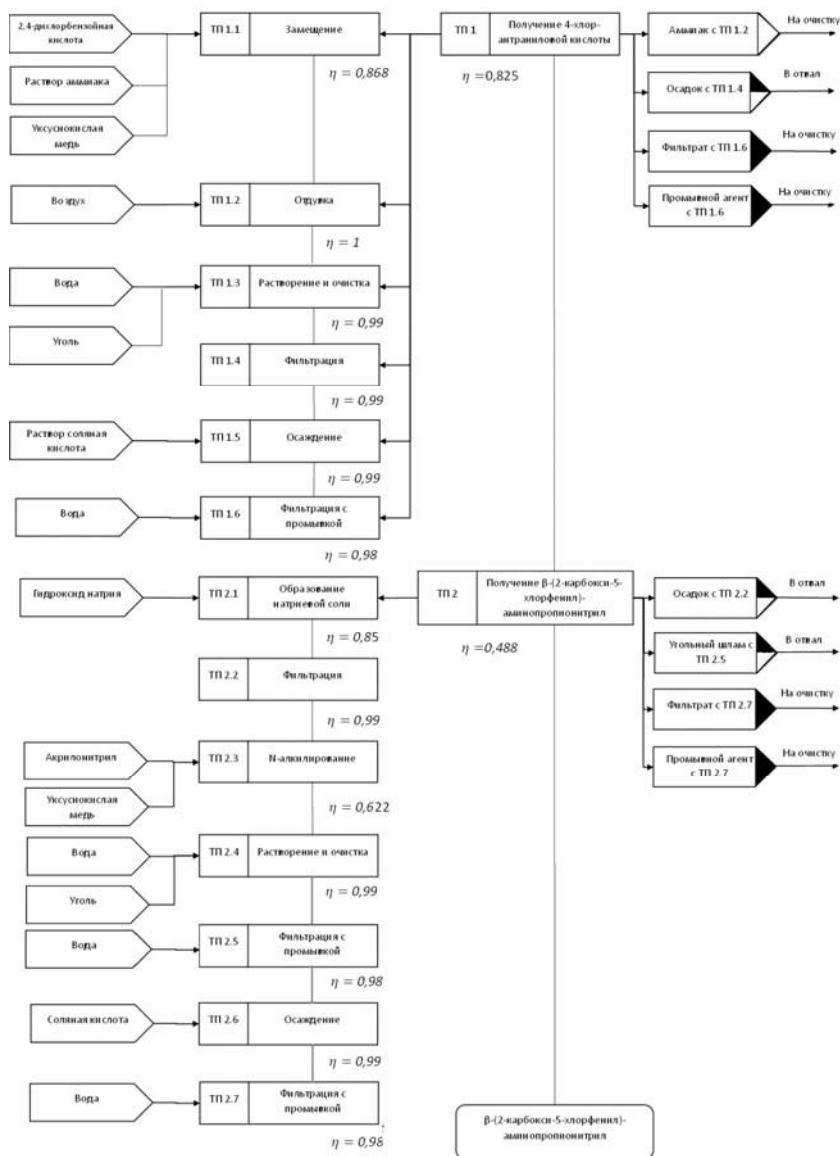 2,4-дихлорбензойная
кислота
ТП 1.1
Замещение
ТП 1
Получение 4-хлор-
антраниловой кислоты
Аммиак с ТП 1.2
На очистку
η = 0,868
η =0,825
Раствор аммиака
Осадок с ТП 1.4
В отвал
Уксуснокислая
медь
Фильтрат с ТП 1.6
На очистку
Воздух
ТП 1.2
Отдувка
Промывной агент
с ТП 1.6
На очистку
η = 1
Вода
ТП 1.3
Растворение и очистка
η = 0,99
Уголь
ТП 1.4
Фильтрация
η = 0,99
Раствор соляная
кислота
ТП 1.5
Осаждение
η = 0,99
Вода
ТП 1.6
Фильтрация с
промывкой
η = 0,98
Гидроксид натрия
ТП 2.1
Образование
натриевой соли
ТП 2
Получение β-(2-карбокси-5-
хлорфенил)-
аминопропионитрил
Осадок с ТП 2.2
В отвал
η = 0,85
η =0,488
ТП 2.2
Фильтрация
Угольный шлам с
ТП 2.5
В отвал
η = 0,99
Фильтрат с ТП 2.7
На очистку
Акрилонитрил
ТП 2.3
N-алкилирование
Промывной агент
с ТП 2.7
На очистку
Уксуснокислая
медь
η = 0,622
Вода
ТП 2.4
Растворение и очистка
Уголь
η = 0,99
Вода
ТП 2.5
Фильтрация с
промывкой
η = 0,98
Соляная кислота
ТП 2.6
Осаждение
η = 0,99
Вода
ТП 2.7
Фильтрация с
промывкой
η = 0,98
β-(2-карбокси-5-хлорфенил)-
аминопропионитрил